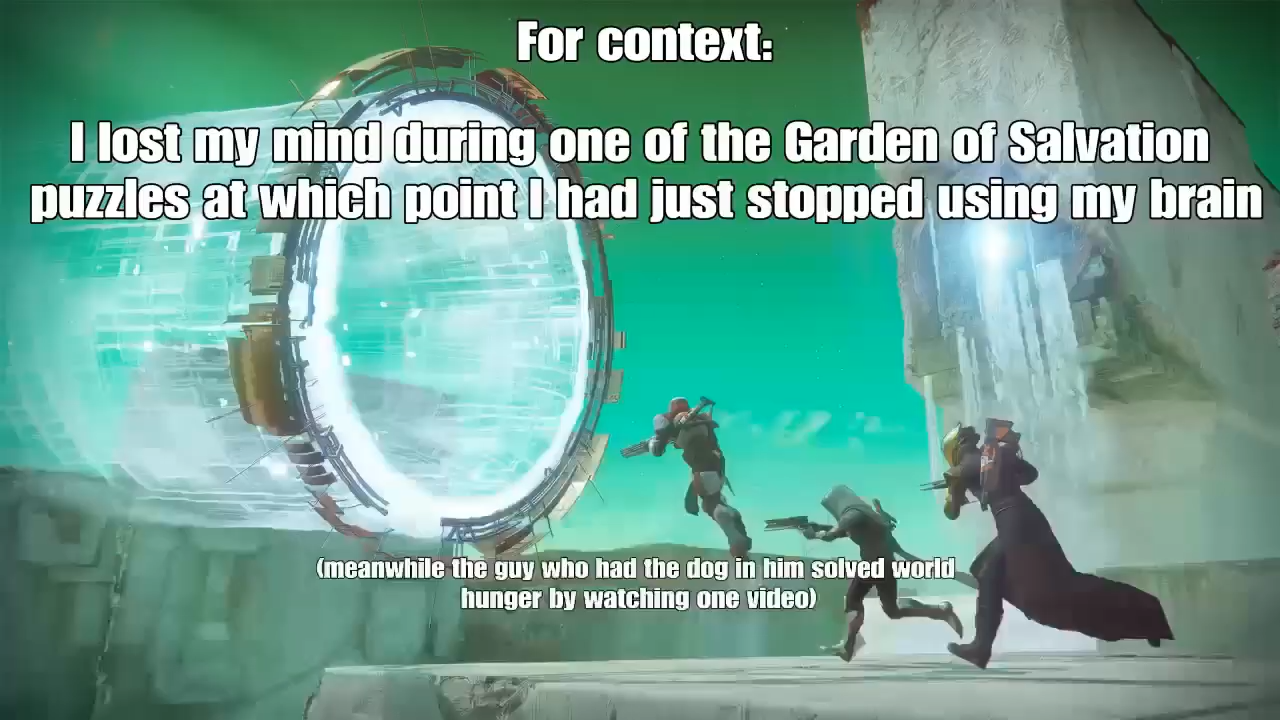 For context:
I lost my mind during one of the Garden of Salvation
puzzles at which point I had just stopped using my brain
(meanwhile the guy who had the dog in him solved world
hunger by watching one video)